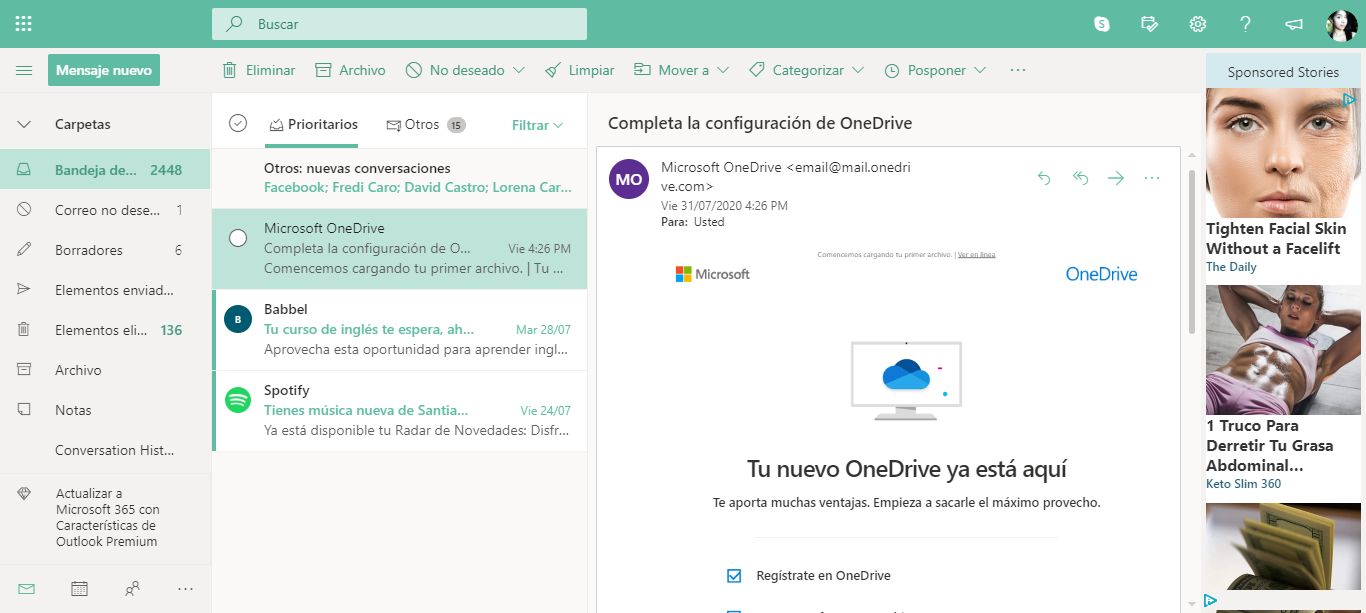 Buscar
Mensaje nuevo
Eliminar
Archivo
No deseado
Limpiar
Mover a
Categorizar
Posponer
Carpetas
Bandeja de... 2448
Correo no dese... 1
Borradores 6
Elementos enviad...
Elementos eli... 136
Archivo
Notas
Conversation Hist...
Actualizar a
Microsoft 365 con
Características de
Outlook Premium
Prioritarios
Otros 15
Filtrar
Otros: nuevas conversaciones
Facebook; Fredi Caro; David Castro; Lorena Car...
Microsoft OneDrive
Completa la configuración de O... Vie 4:26 PM
Comencemos cargando tu primer archivo. | Tu ...
B
Babbel
Tu curso de inglés te espera, ah... Mar 28/07
Aprovecha esta oportunidad para aprender ingl...
Spotify
Tienes música nueva de Santia... Vie 24/07
Ya está disponible tu Radar de Novedades: Disfr...
Completa la configuración de OneDrive
MO
Microsoft OneDrive <email@mail.onedri
ve.com>
Vie 31/07/2020 4:26 PM
Para: Usted
Comencemos cargando tu primer archivo. | Ver en línea
Microsoft
OneDrive
Tu nuevo OneDrive ya está aquí
Te aporta muchas ventajas. Empieza a sacarle el máximo provecho.
Regístrate en OneDrive
Sponsored Stories
Tighten Facial Skin
Without a Facelift
The Daily
1 Truco Para
Derretir Tu Grasa
Abdominal...
Keto Slim 360